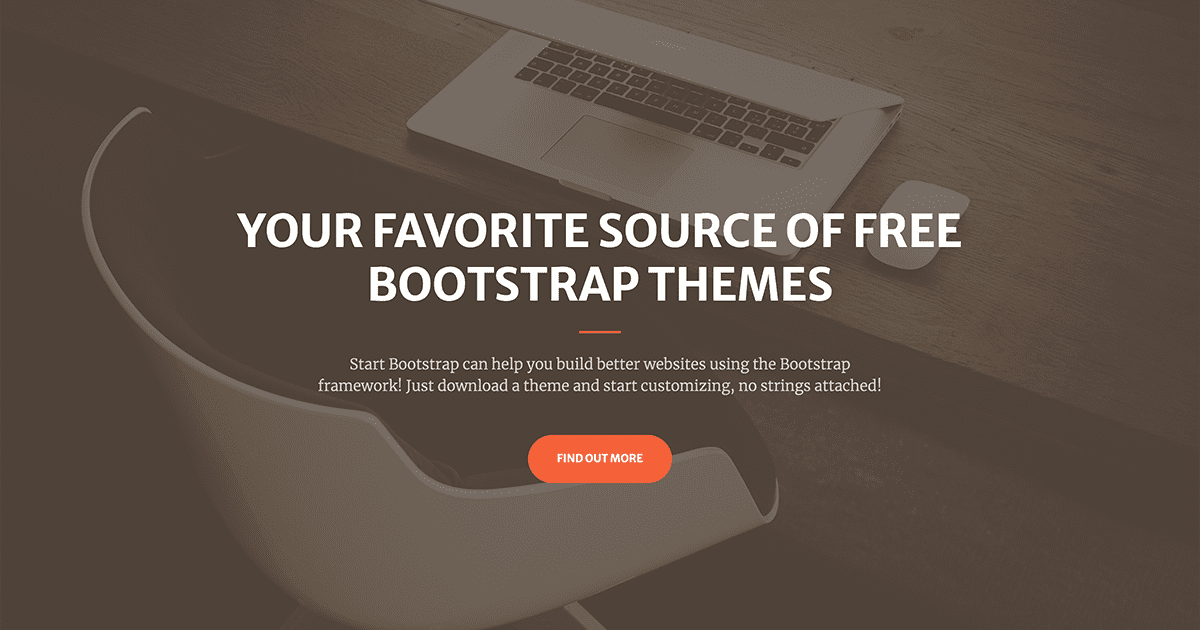 YOUR FAVORITE SOURCE OF FREE
BOOTSTRAP THEMES
Start Bootstrap can help you build better websites using the Bootstrap
framework! Just download a theme and start customizing, no strings attached!
FIND OUT MORE